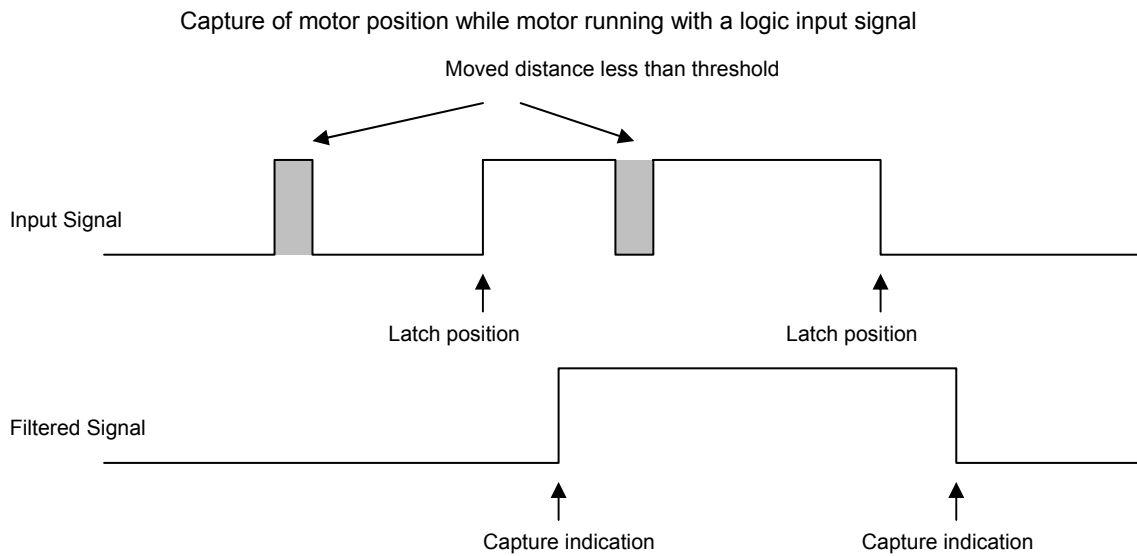 Capture of motor position while motor running with a logic input signal
Moved distance less than threshold
Input Signal
Latch position
Latch position
Filtered Signal
Capture indication
Capture indication